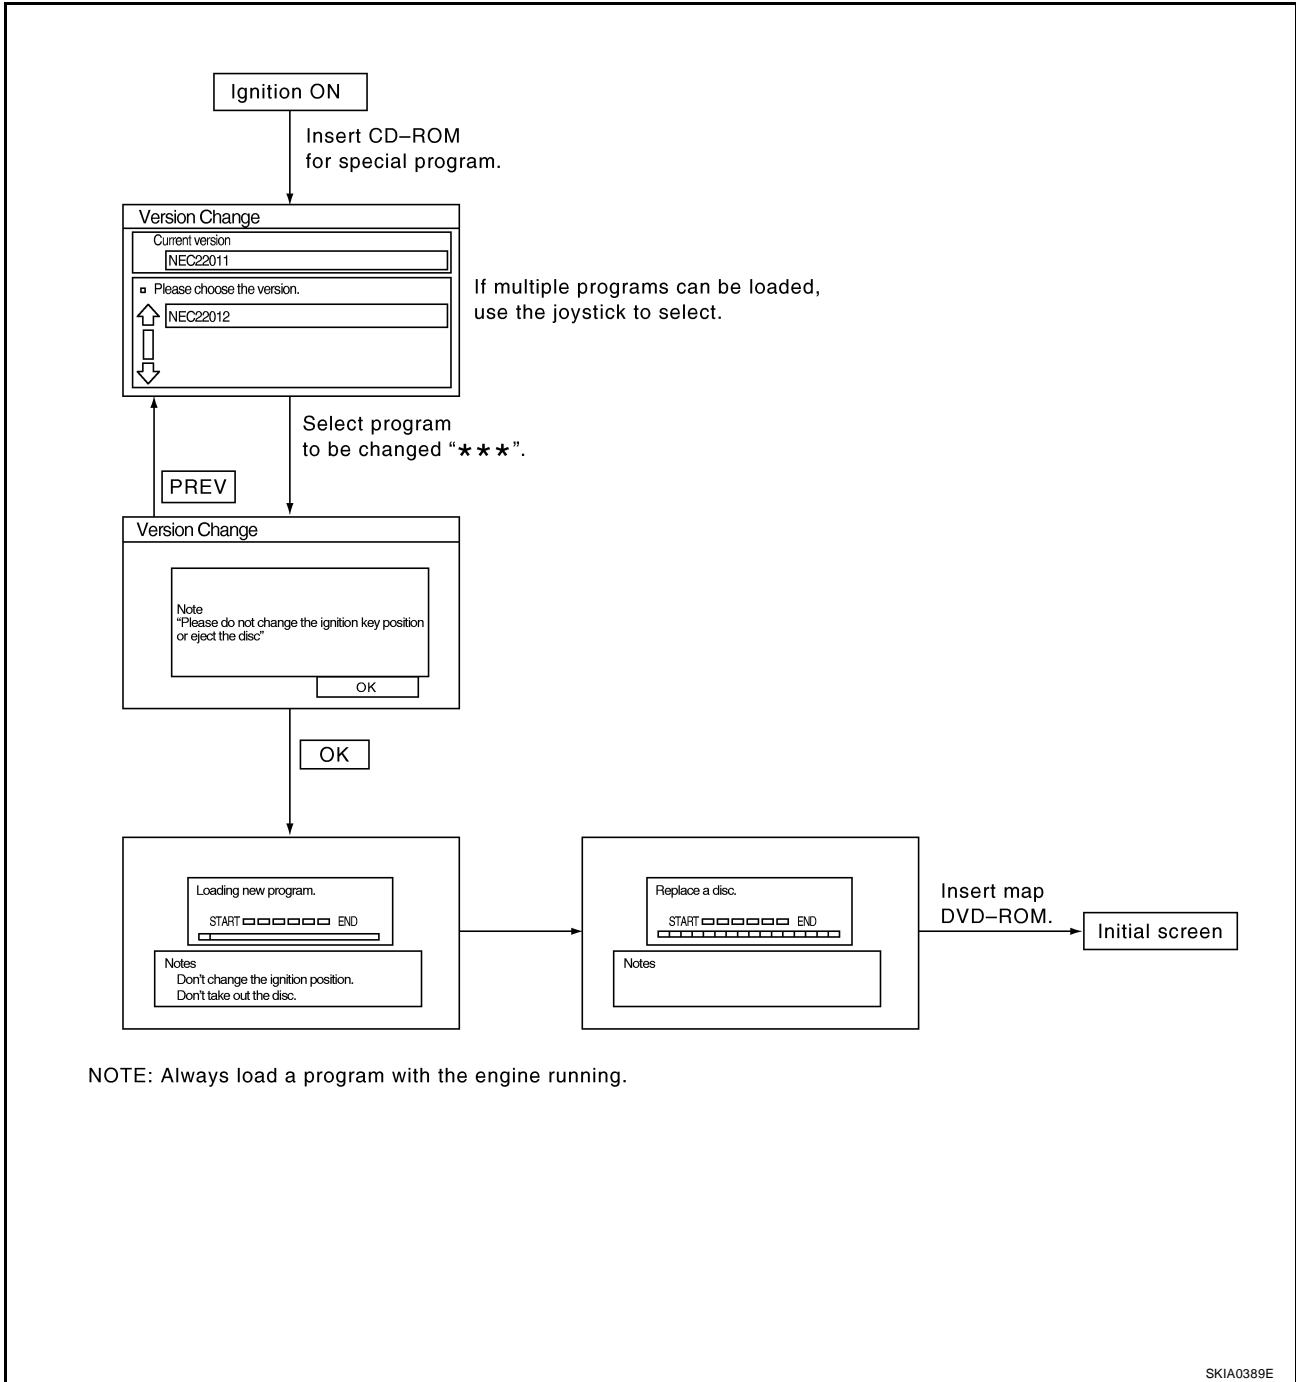 Ignition ON
Insert CD–ROM
for special program.
Version Change
Current version
NEC22011
Please choose the version.
NEC22012
If multiple programs can be loaded,
use the joystick to select.
Select program
to be changed “***”.
PREV
Version Change
Note
“Please do not change the ignition key position
or eject the disc”
OK
OK
Loading new program.
START END
Notes
Don't change the ignition position.
Don't take out the disc.
Replace a disc.
START END
Notes
Insert map
DVD–ROM.
Initial screen
NOTE: Always load a program with the engine running.
SKIA0389E